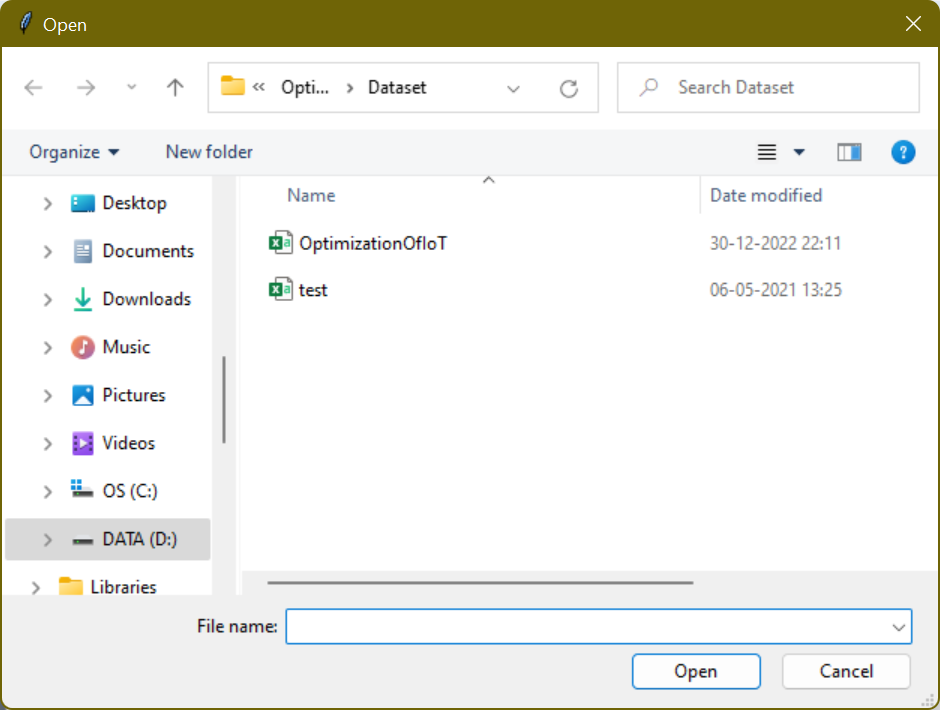 Open
« Opti... › Dataset
Search Dataset
Organize
New folder
?
Name
Date modified
Desktop
Documents
Downloads
Music
Pictures
Videos
OS (C:)
DATA (D:)
Libraries
OptimizationOfIoT 30-12-2022 22:11
test 06-05-2021 13:25
File name:
Open
Cancel